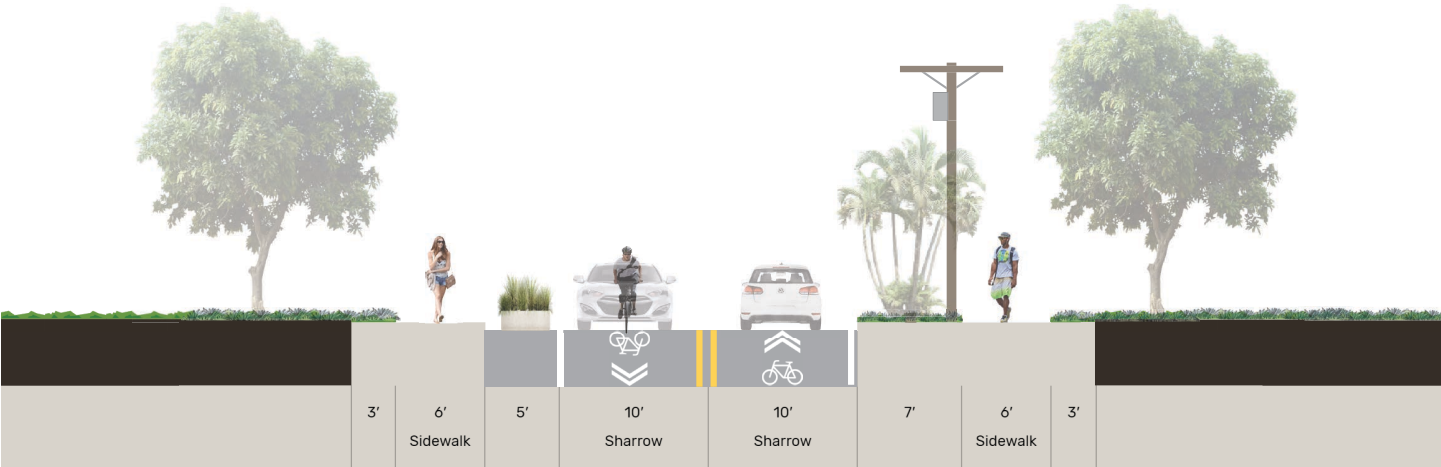 3′ 6′ 5′ 10′ 10′ 7′ 6′ 3′
Sidewalk Sharrow Sharrow Sidewalk